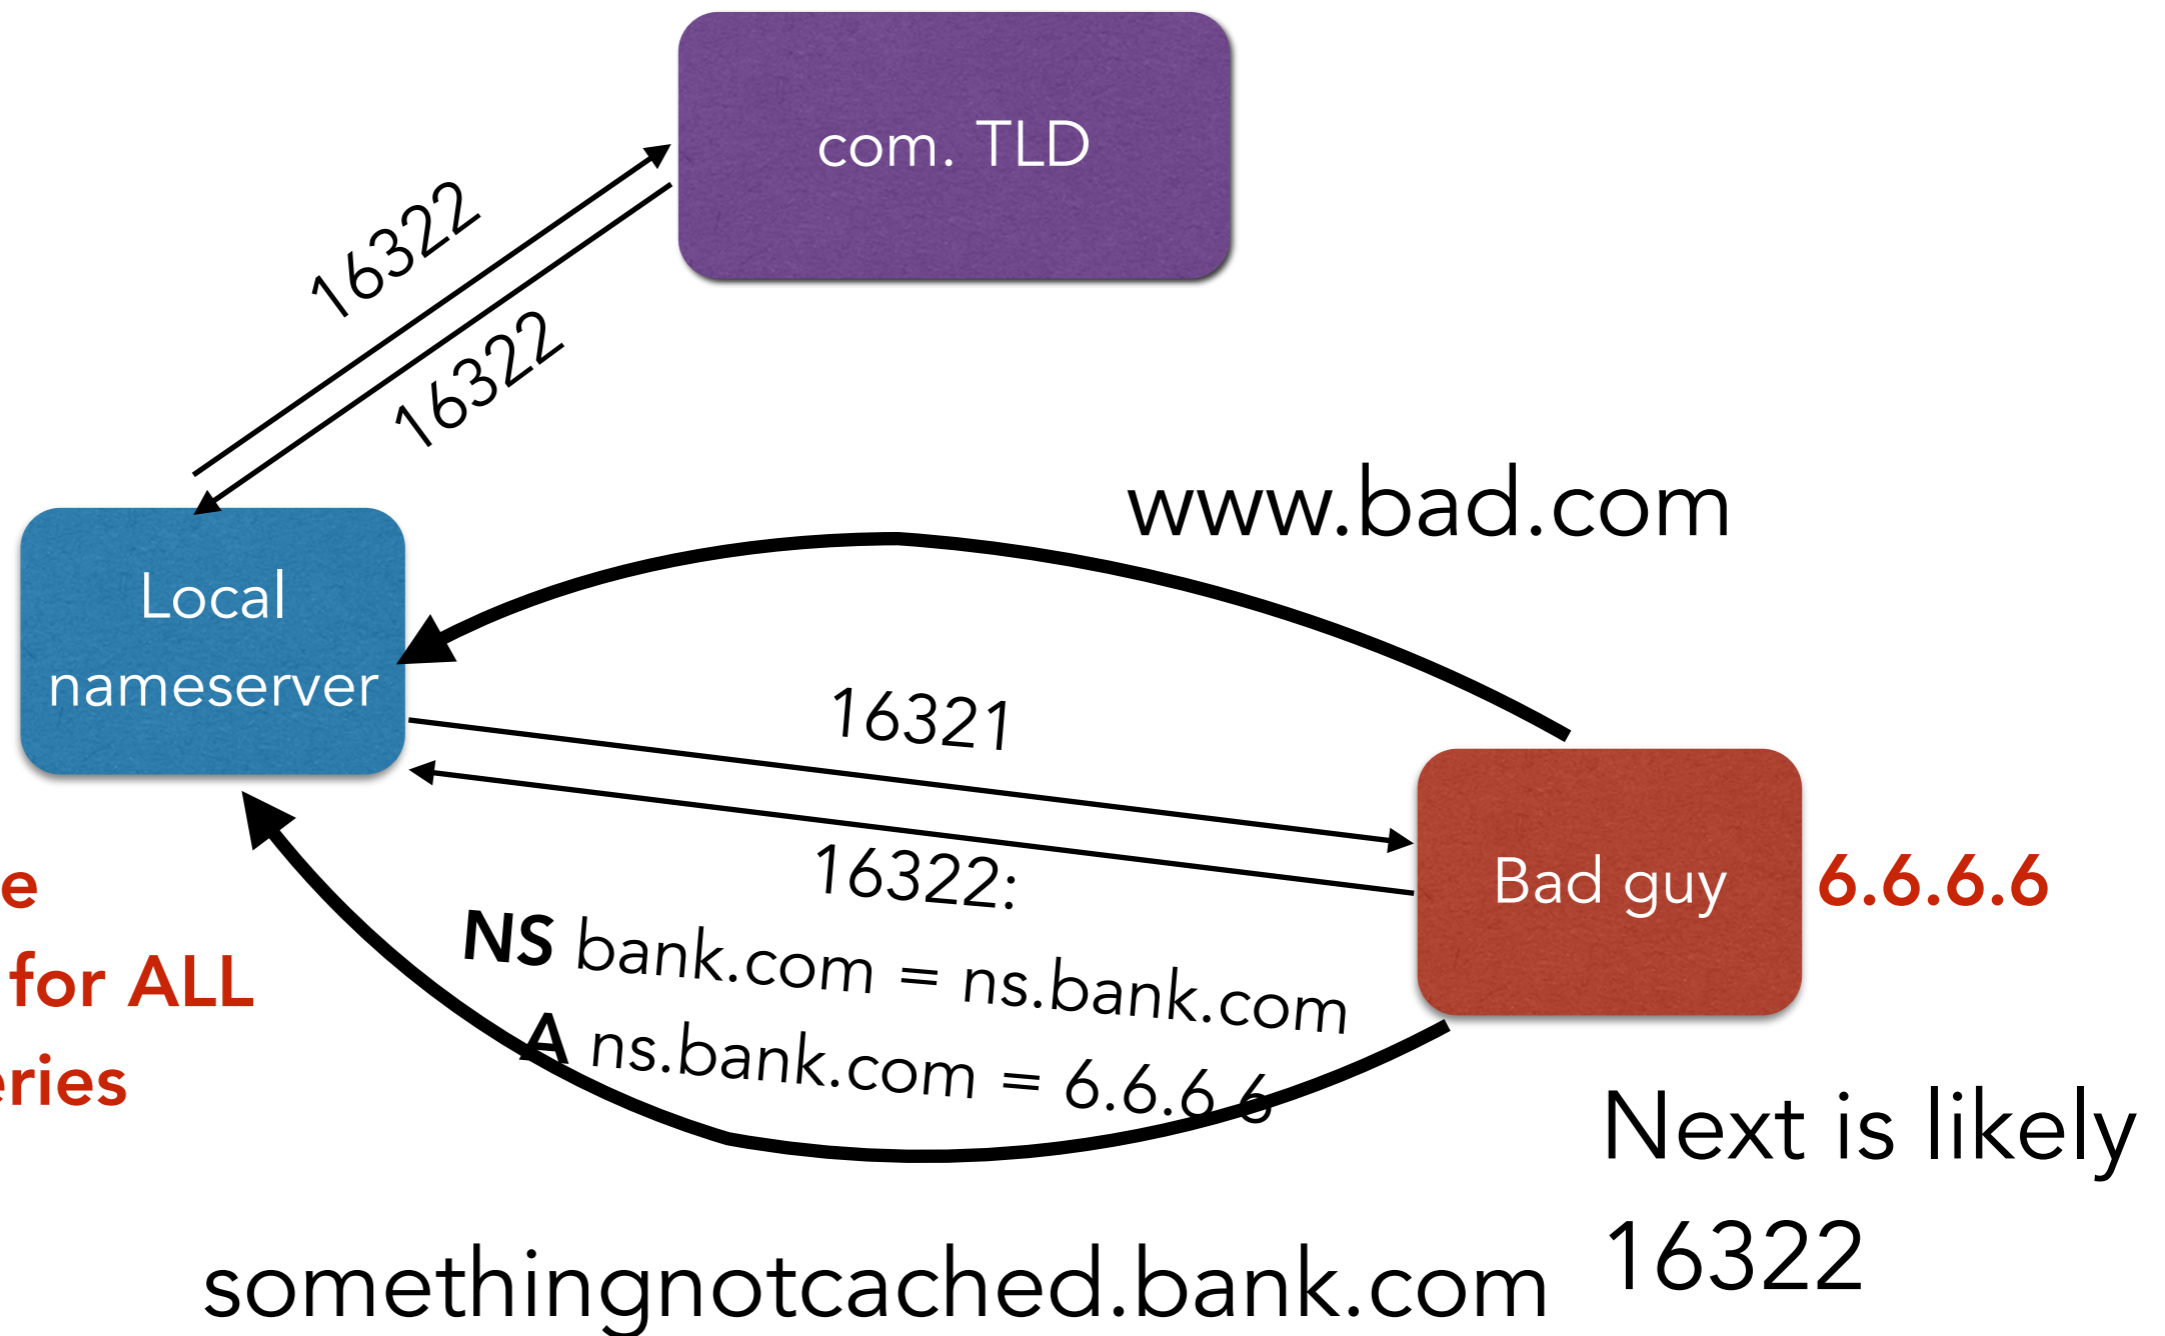 com. TLD
16322
16322
www.bad.com
Local
nameserver
16321
16322:
NS bank.com = ns.bank.com
A ns.bank.com = 6.6.6.6
Bad guy
6.6.6.6
for ALL
Next is likely
16322
somethingnotcached.bank.com